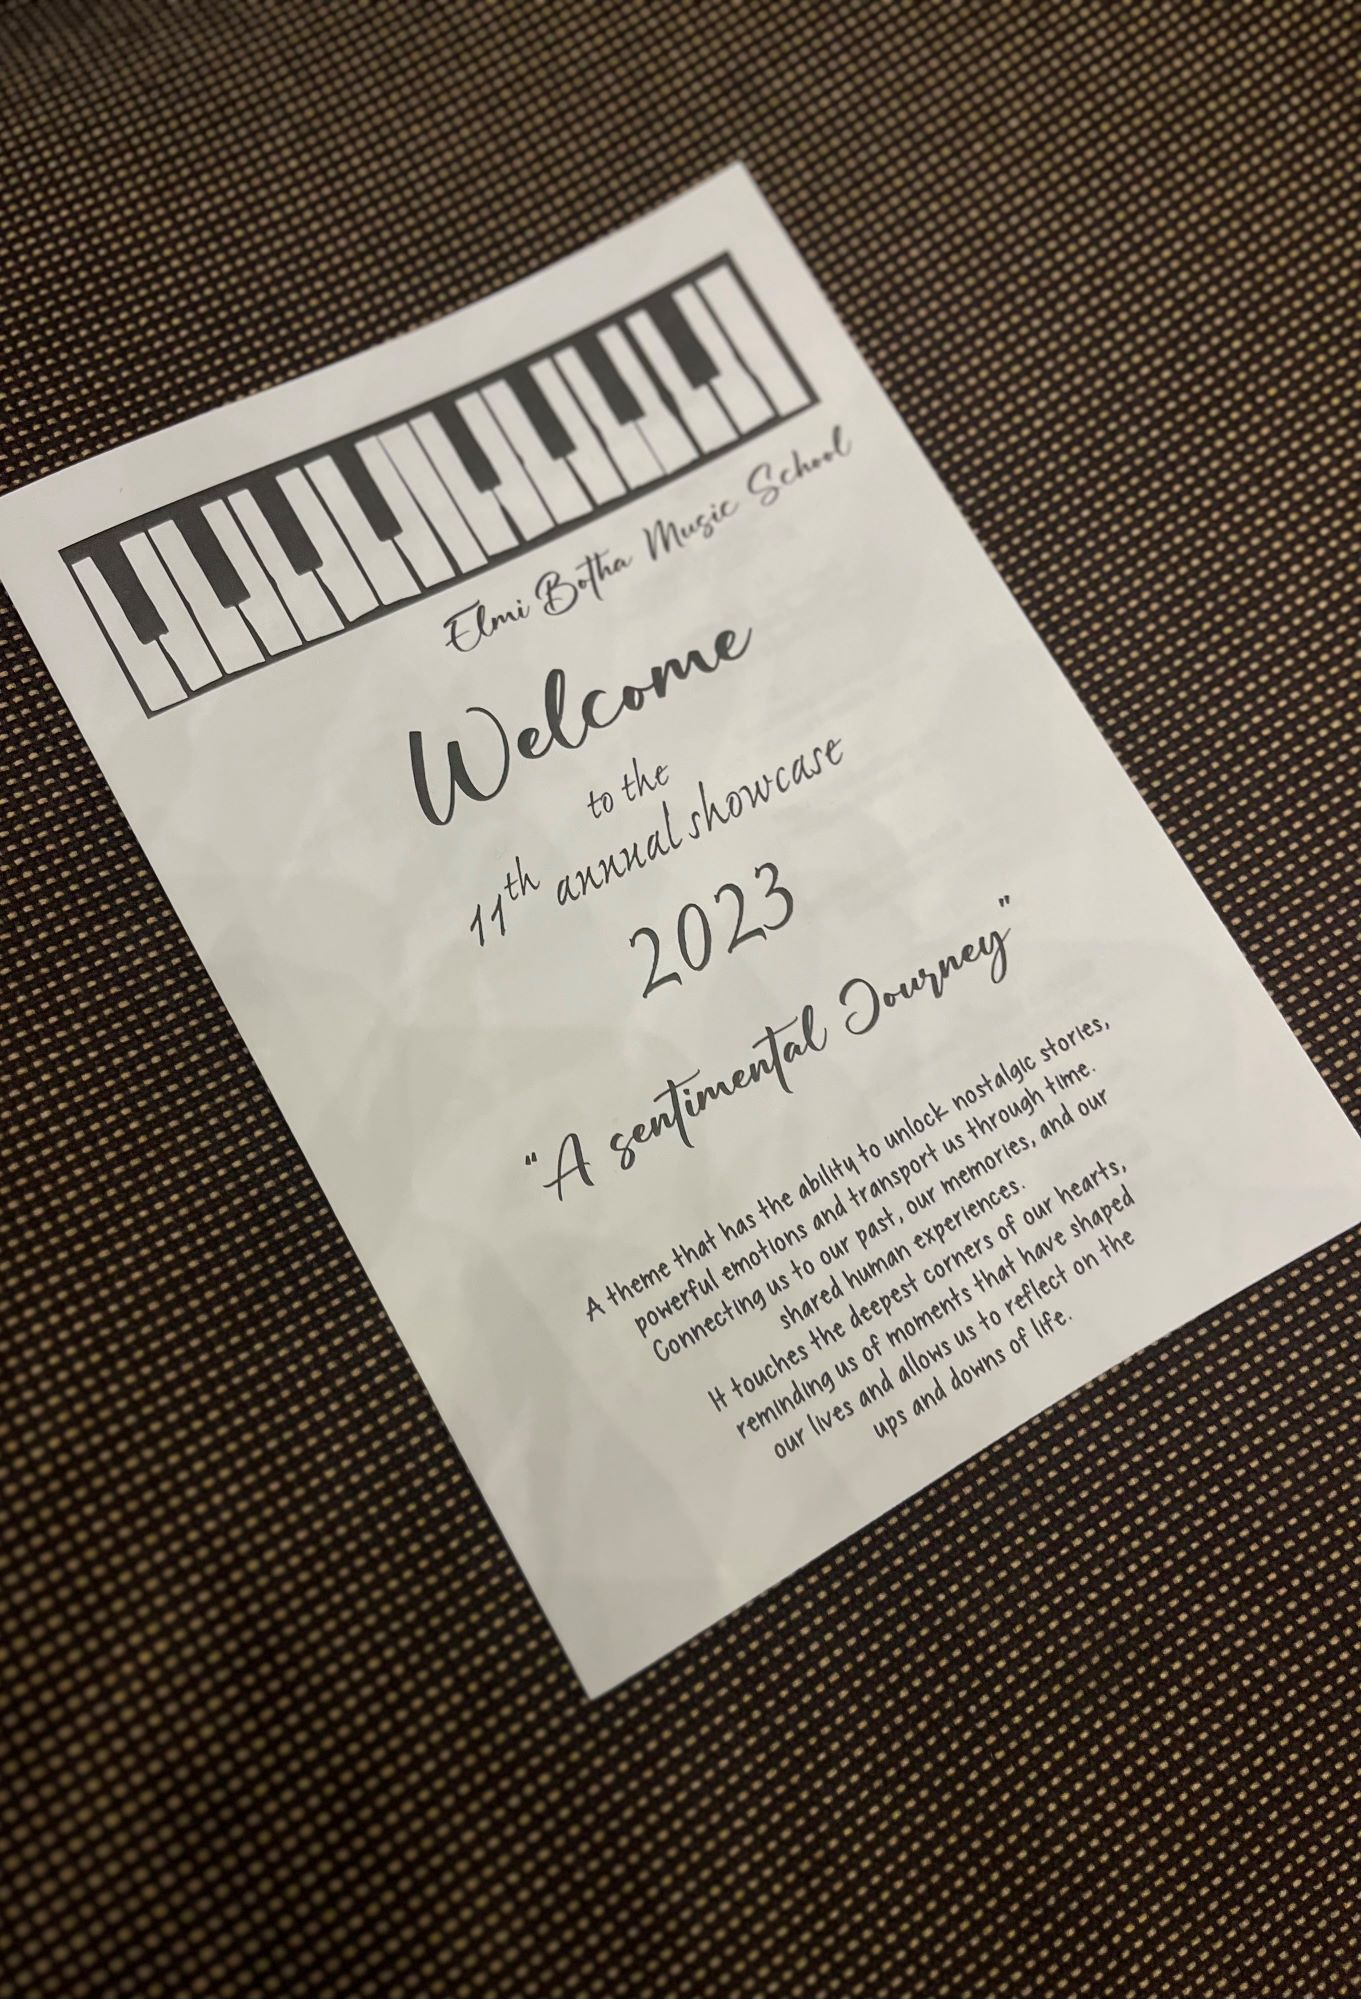 Elmi Botha Music School
Welcome
to the
11th annual showcase
2023
"A sentimental Journey"
A theme that has the ability to unlock nostalgic stories,
powerful emotions and transport us through time.
Connecting us to our past, our memories, and our
shared human experiences.
It touches the deepest corners of our hearts,
reminding us of moments that have shaped
our lives and allows us to reflect on the
ups and downs of life.